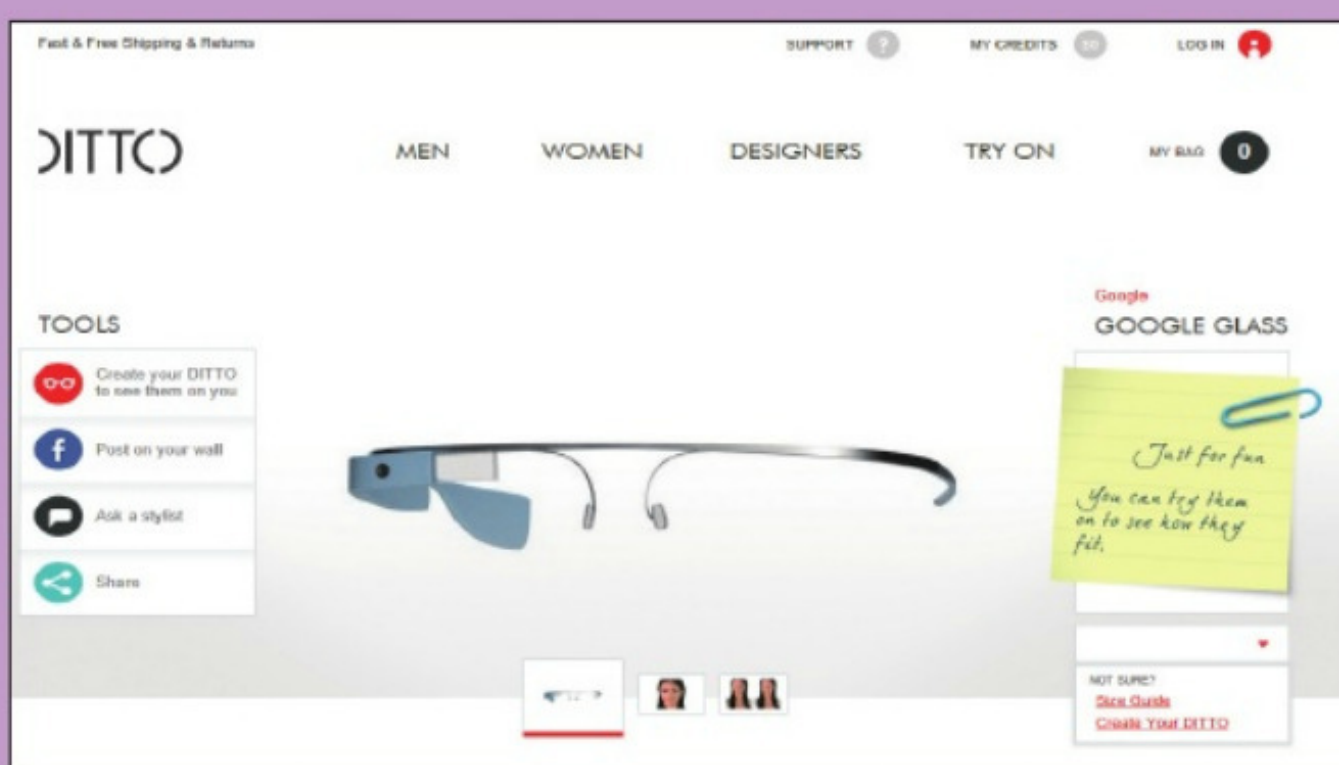 Fast & Free Shipping & Returns
SUPPORT ?
MY CREDITS 50
LOG IN
DITTO
MEN
WOMEN
DESIGNERS
TRY ON
MY BAG 0
TOOLS
Create your DITTO
to see them on you
Post on your wall
Ask a stylist
Share
Google
GOOGLE GLASS
Just for fun
You can try them
on to see how they
fit.
NOT SURE?
Size Guide
Create Your DITTO